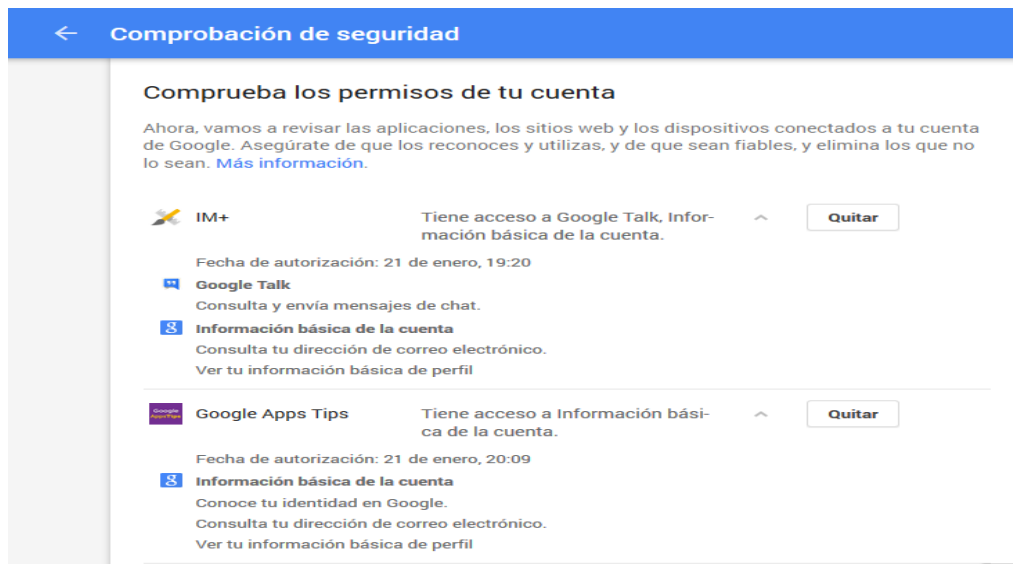 Comprobación de seguridad
Comprueba los permisos de tu cuenta
Ahora, vamos a revisar las aplicaciones, los sitios web y los dispositivos conectados a tu cuenta
de Google. Asegúrate de que los reconoces y utilizas, y de que sean fiables, y elimina los que no
lo sean. Más información.
IM+
Tiene acceso a Google Talk, Infor-
mación básica de la cuenta.
Quitar
Fecha de autorización: 21 de enero, 19:20
Google Talk
Consulta y envía mensajes de chat.
Información básica de la cuenta
Consulta tu dirección de correo electrónico.
Ver tu información básica de perfil
Google
Apps Tips
Google Apps Tips
Tiene acceso a Información bási-
ca de la cuenta.
Quitar
Fecha de autorización: 21 de enero, 20:09
Información básica de la cuenta
Conoce tu identidad en Google.
Consulta tu dirección de correo electrónico.
Ver tu información básica de perfil